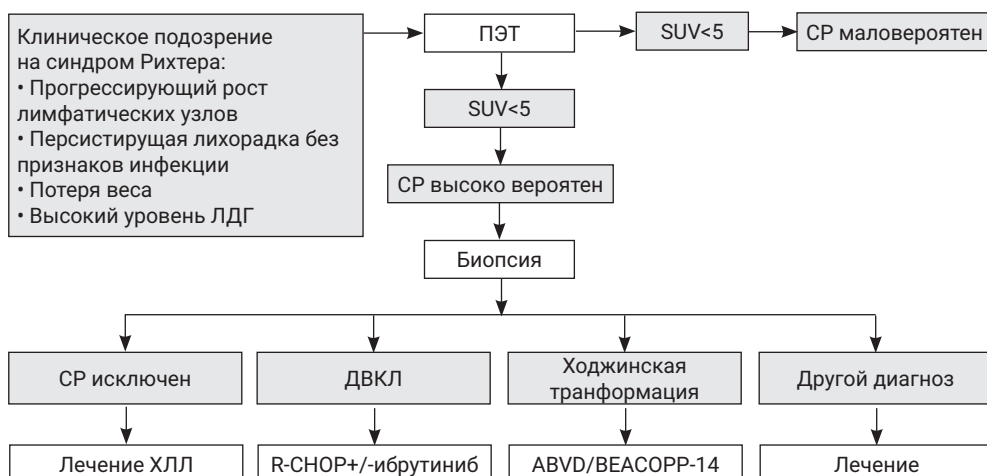 Клиническое подозрение
на синдром Рихтера:
• Прогрессирующий рост
лимфатических узлов
• Персистирущая лихорадка без
признаков инфекции
• Потеря веса
• Высокий уровень ЛДГ
ПЭТ
SUV<5
СР маловероятен
SUV<5
СР высоко вероятен
Биопсия
СР исключен
ДВКЛ
Ходжинская
транформация
Другой диагноз
Лечение ХЛЛ
R-CHOP+/-ибрутиниб
ABVD/BEACOPP-14
Лечение